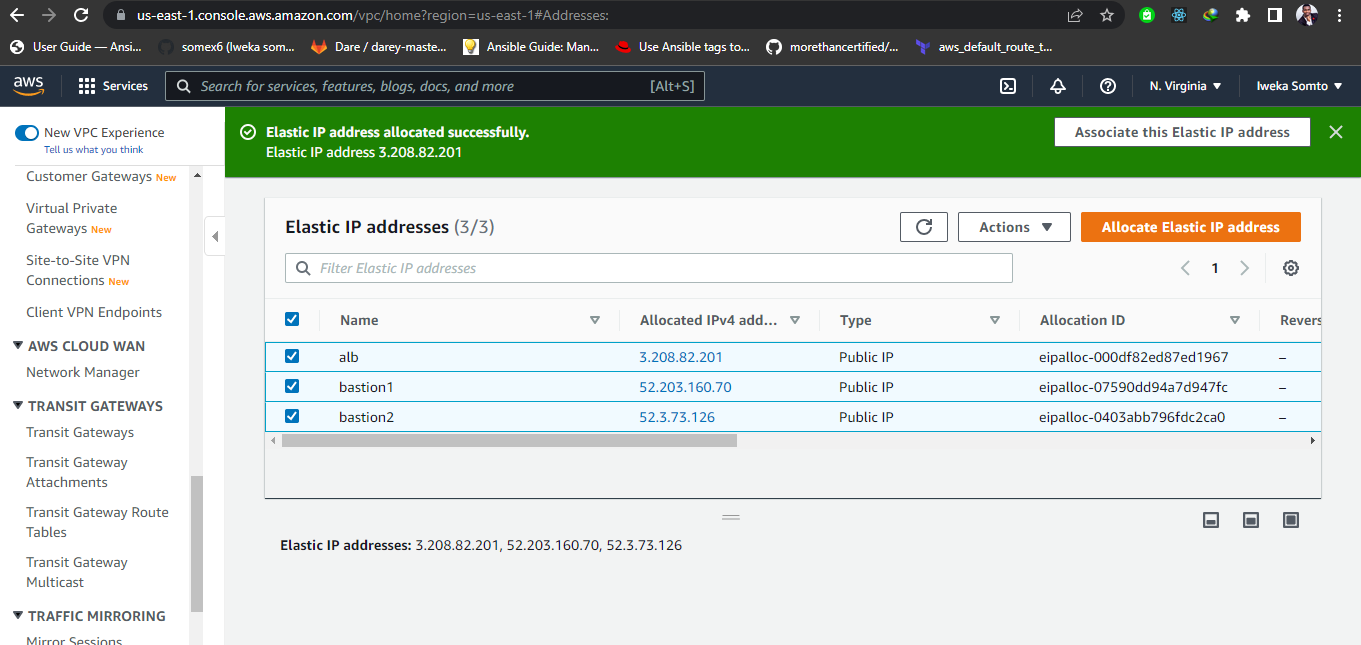 us-east-1.console.aws.amazon.com/vpc/home?region=us-east-1#Addresses:
User Guide — Ansi...
somex6 (Iweka som...
Dare / darey-maste...
Ansible Guide: Man...
Use Ansible tags to...
morethancertified/...
aws_default_route_t...
aws
Services
Search for services, features, blogs, docs, and more
[Alt+S]
N. Virginia
Iweka Somto
New VPC Experience
Tell us what you think
Customer Gateways New
Virtual Private
Gateways New
Site-to-Site VPN
Connections New
Client VPN Endpoints
AWS CLOUD WAN
Network Manager
TRANSIT GATEWAYS
Transit Gateways
Transit Gateway
Attachments
Transit Gateway Route
Tables
Transit Gateway
Multicast
TRAFFIC MIRRORING
Mirror Sessions
Elastic IP address allocated successfully.
Elastic IP address 3.208.82.201
Associate this Elastic IP address
Elastic IP addresses (3/3)
Actions
Allocate Elastic IP address
Filter Elastic IP addresses
1
Name Allocated IPv4 add... Type Allocation ID Revers
alb 3.208.82.201 Public IP eipalloc-000df82ed87ed1967 –
bastion1 52.203.160.70 Public IP eipalloc-07590dd94a7d947fc –
bastion2 52.3.73.126 Public IP eipalloc-0403abb796fdc2ca0 –
Elastic IP addresses: 3.208.82.201, 52.203.160.70, 52.3.73.126